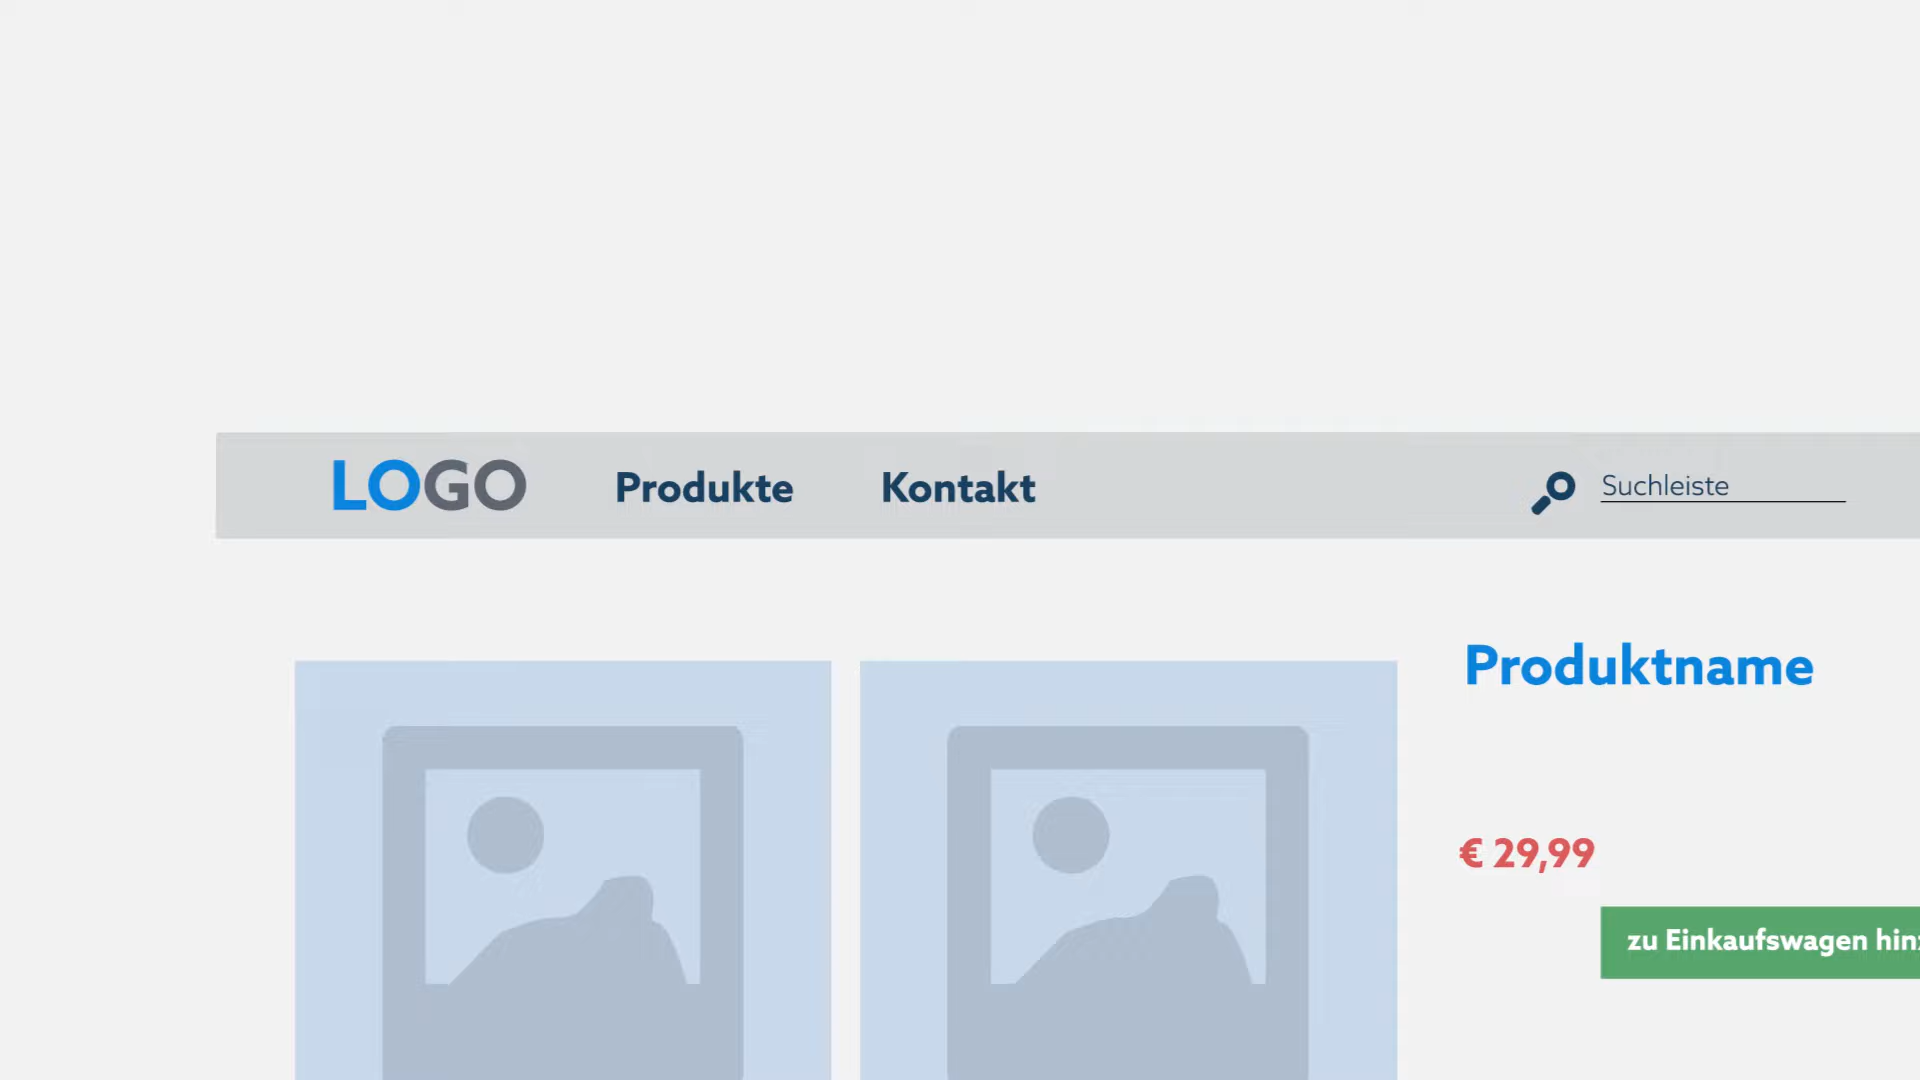 LOGO Produkte Kontakt Suchleiste
Produktname
€ 29,99
zu Einkaufswagen